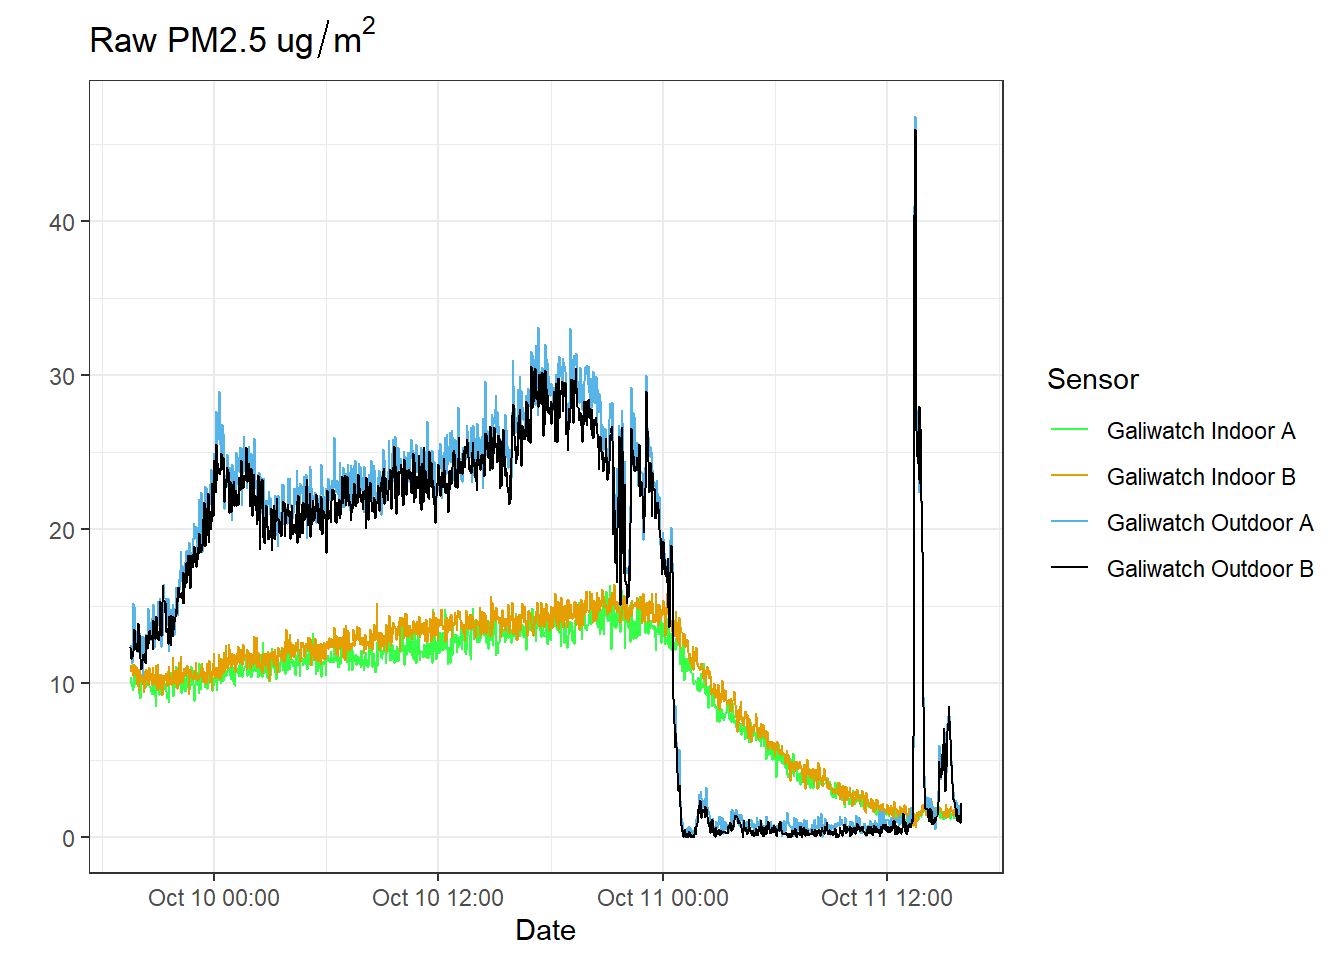 Raw PM2.5 ug/m²
40
30
20
10
0
Oct 10 00:00
Oct 10 12:00
Oct 11 00:00
Oct 11 12:00
Date
Sensor
Galiwatch Indoor A
Galiwatch Indoor B
Galiwatch Outdoor A
Galiwatch Outdoor B